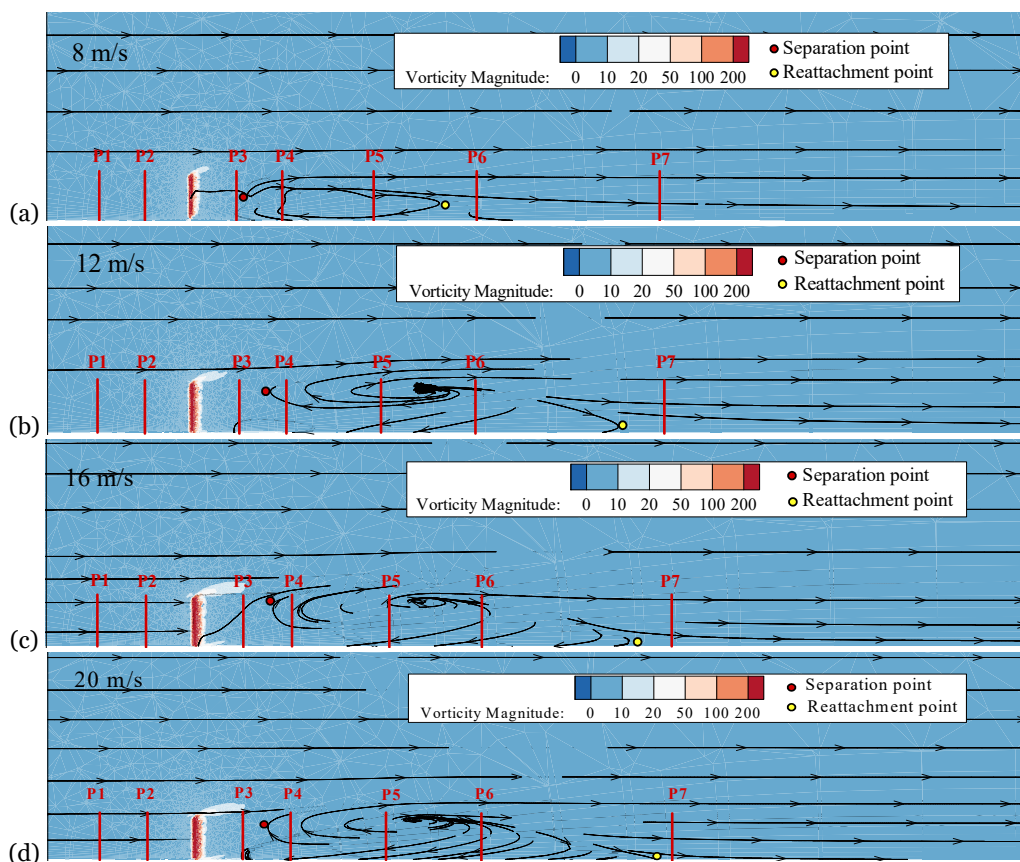 8 m/s
Separation point
Vorticity Magnitude:
0 10 20 50 100 200
Reattachment point
P1 P2 P3 P4 P5 P6 P7
(a)
12 m/s
Separation point
Vorticity Magnitude:
0 10 20 50 100 200
Reattachment point
P1 P2 P3 P4 P5 P6 P7
(b)
16 m/s
Separation point
Vorticity Magnitude:
0 10 20 50 100 200
Reattachment point
P1 P2 P3 P4 P5 P6 P7
(c)
20 m/s
Separation point
Vorticity Magnitude:
0 10 20 50 100 200
Reattachment point
P1 P2 P3 P4 P5 P6 P7
(d)